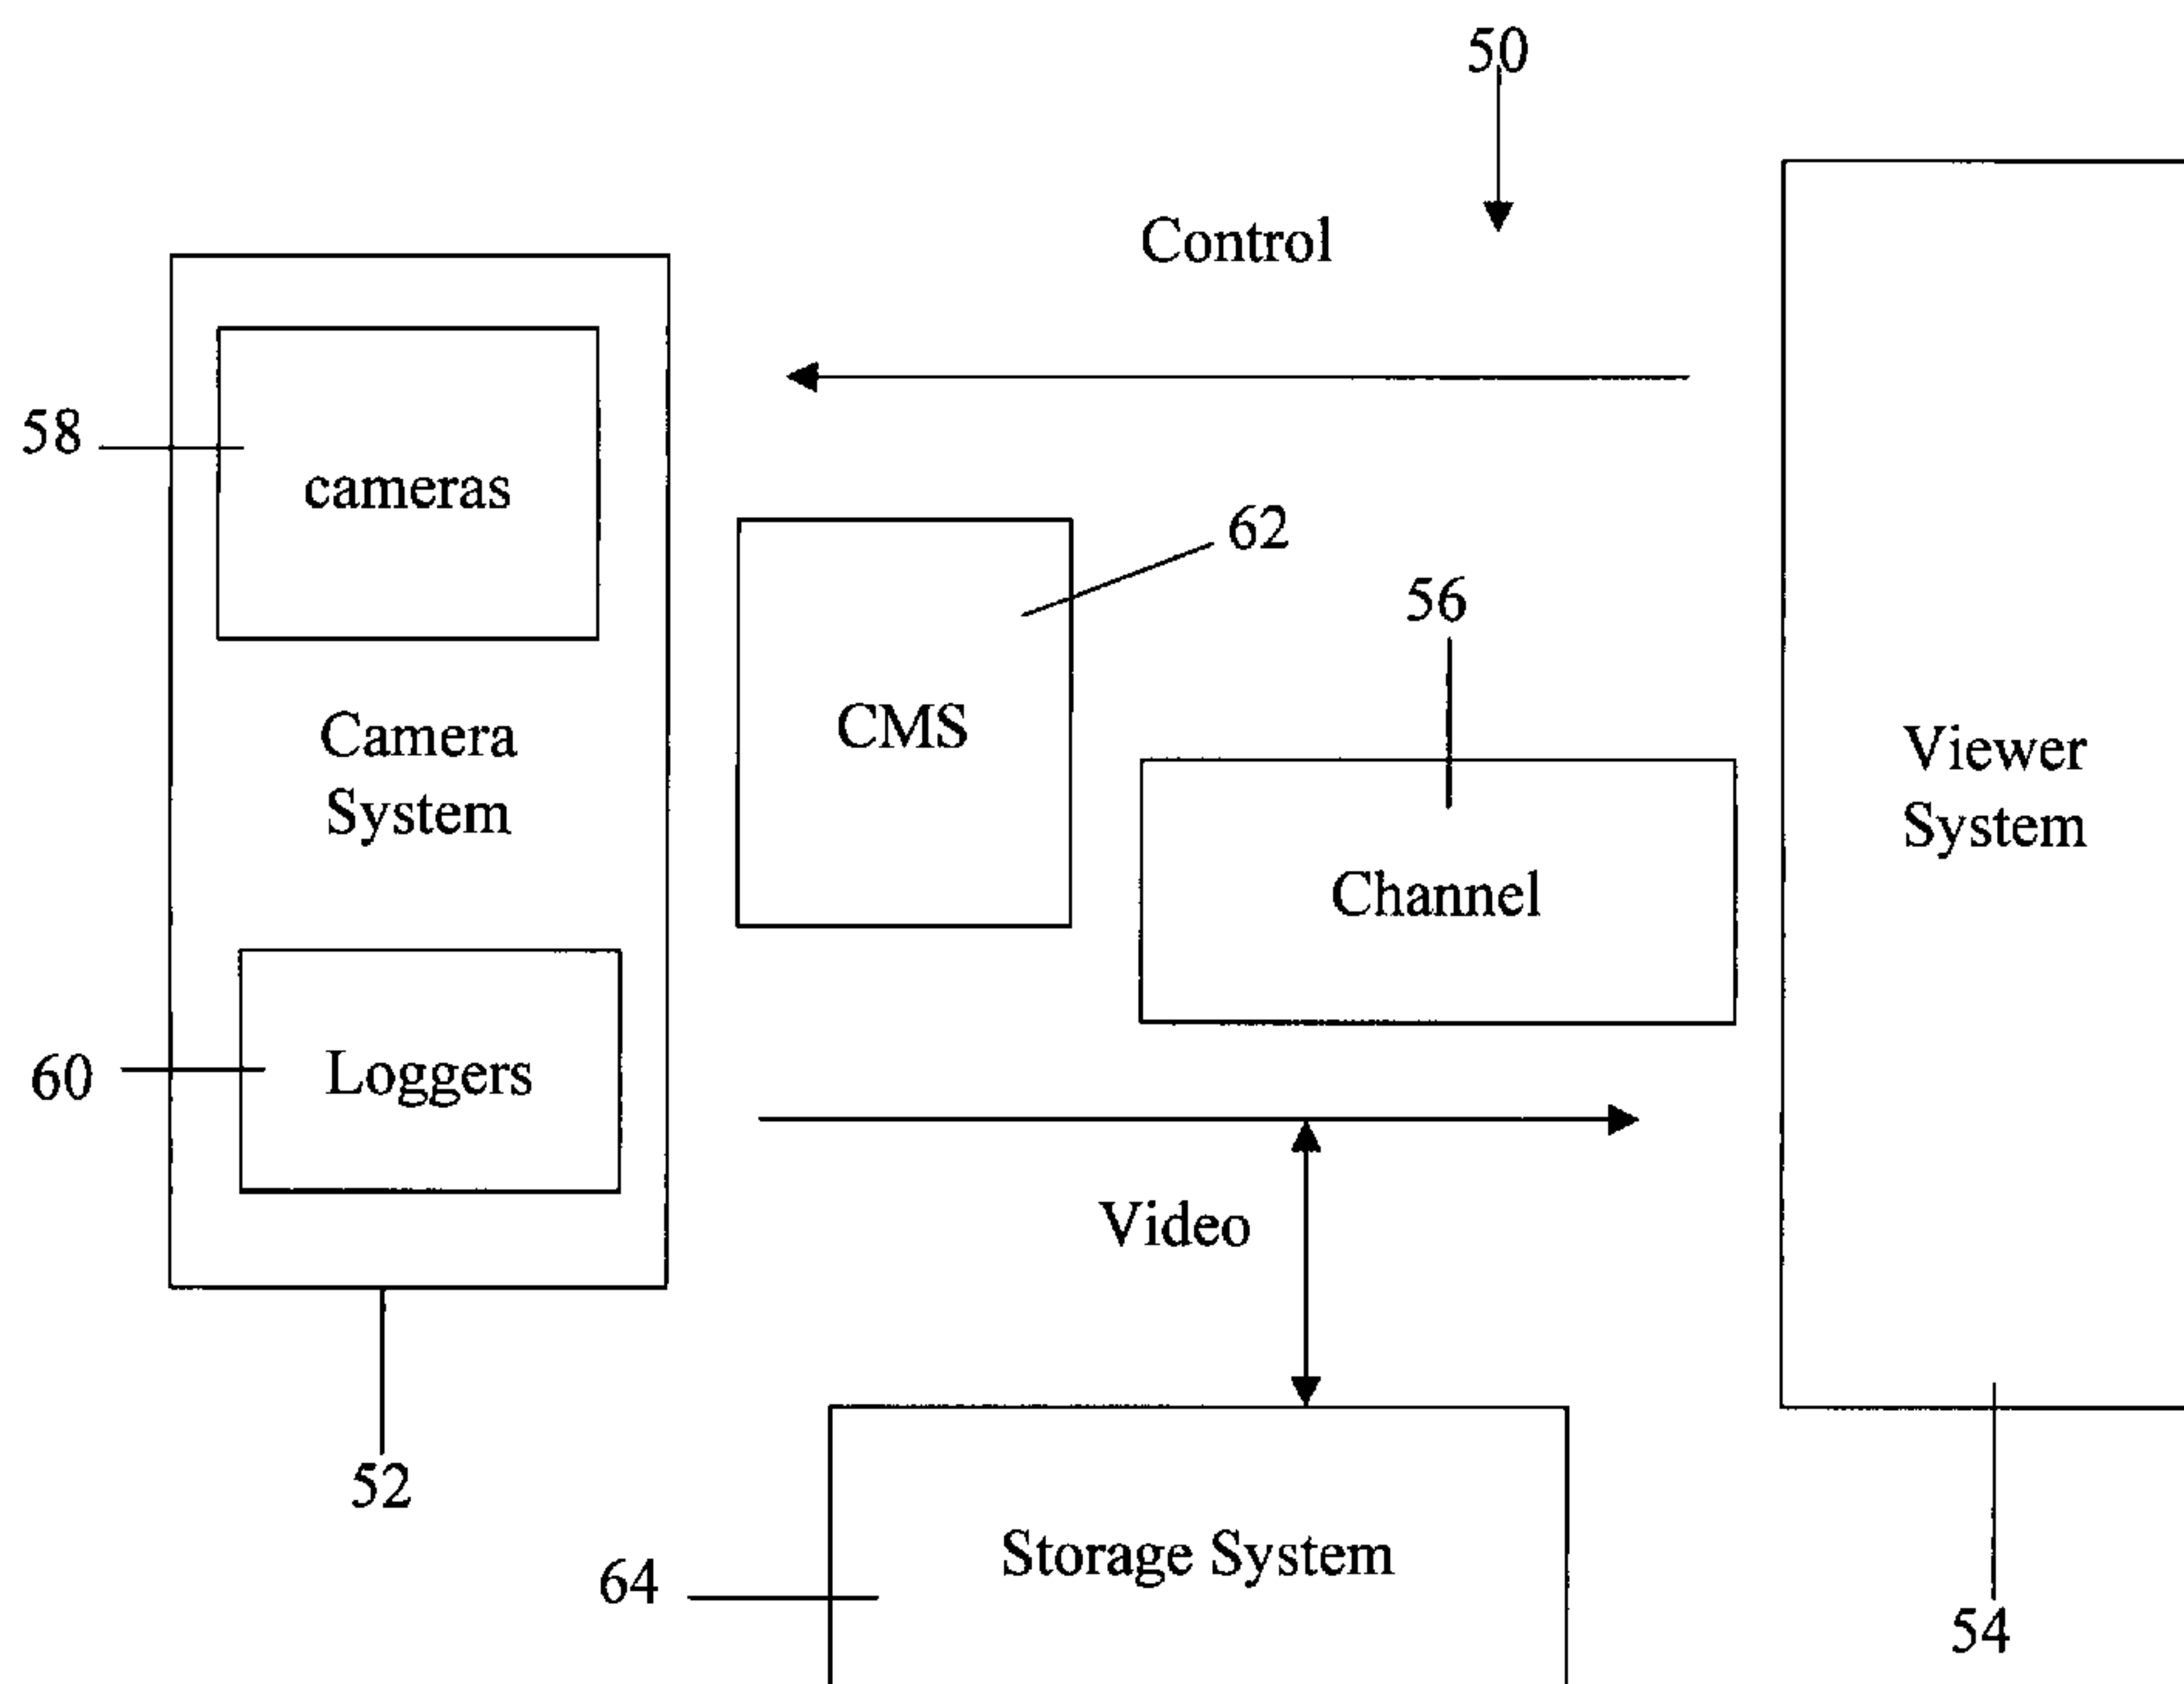 50
Control
58
cameras
62
56
CMS
Camera
System
Viewer
System
Channel
60
Loggers
Video
52
Storage System
64
54